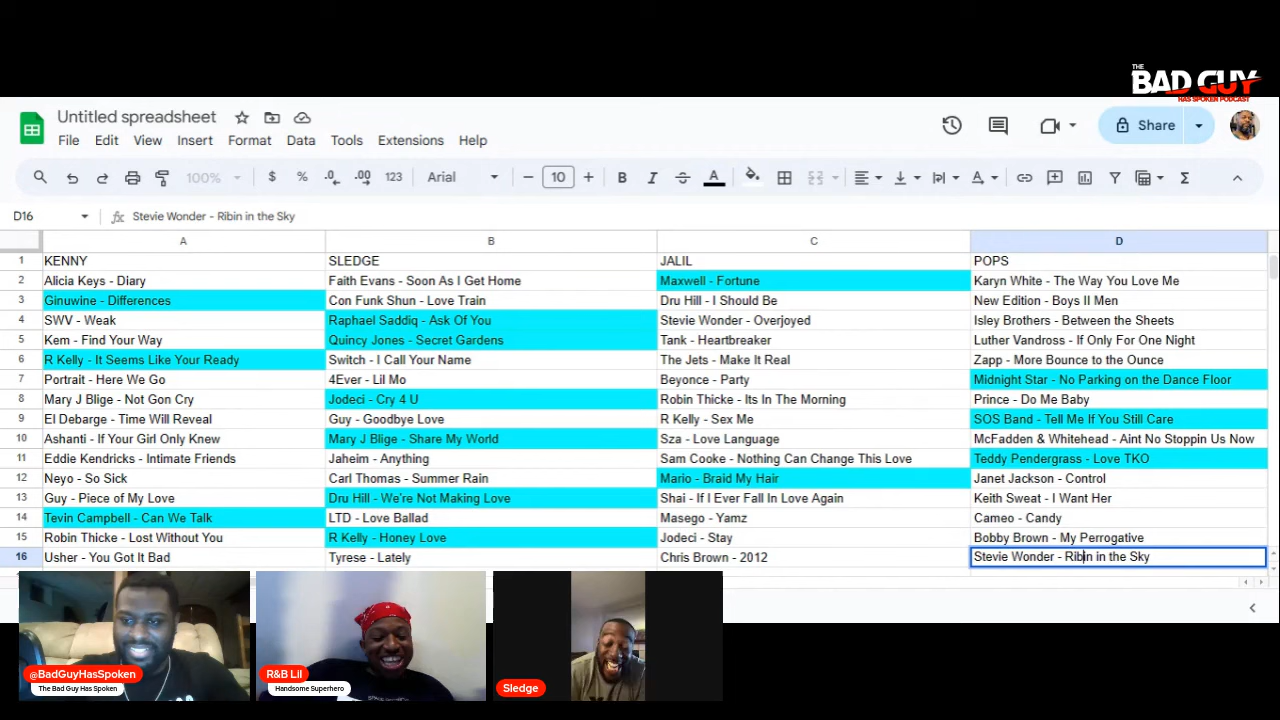 THE
BAD GUY
HAS SPOKEN PODCAST
Untitled spreadsheet
File Edit View Insert Format Data Tools Extensions Help
Share
100% $ % .0 .00 123 Arial 10 B I S A Σ
D16 fx Stevie Wonder - Ribin in the Sky
A B C D
1 KENNY SLEDGE JALIL POPS
2 Alicia Keys - Diary Faith Evans - Soon As I Get Home Maxwell - Fortune Karyn White - The Way You Love Me
3 Ginuwine - Differences Con Funk Shun - Love Train Dru Hill - I Should Be New Edition - Boys II Men
4 SWV - Weak Raphael Saddiq - Ask Of You Stevie Wonder - Overjoyed Isley Brothers - Between the Sheets
5 Kem - Find Your Way Quincy Jones - Secret Gardens Tank - Heartbreaker Luther Vandross - If Only For One Night
6 R Kelly - It Seems Like Your Ready Switch - I Call Your Name The Jets - Make It Real Zapp - More Bounce to the Ounce
7 Portrait - Here We Go 4Ever - Lil Mo Beyonce - Party Midnight Star - No Parking on the Dance Floor
8 Mary J Blige - Not Gon Cry Jodeci - Cry 4 U Robin Thicke - Its In The Morning Prince - Do Me Baby
9 El Debarge - Time Will Reveal Guy - Goodbye Love R Kelly - Sex Me SOS Band - Tell Me If You Still Care
10 Ashanti - If Your Girl Only Knew Mary J Blige - Share My World Sza - Love Language McFadden & Whitehead - Aint No Stoppin Us Now
11 Eddie Kendricks - Intimate Friends Jaheim - Anything Sam Cooke - Nothing Can Change This Love Teddy Pendergrass - Love TKO
12 Neyo - So Sick Carl Thomas - Summer Rain Mario - Braid My Hair Janet Jackson - Control
13 Guy - Piece of My Love Dru Hill - We're Not Making Love Shai - If I Ever Fall In Love Again Keith Sweat - I Want Her
14 Tevin Campbell - Can We Talk LTD - Love Ballad Masego - Yamz Cameo - Candy
15 Robin Thicke - Lost Without You R Kelly - Honey Love Jodeci - Stay Bobby Brown - My Perrogative
16 Usher - You Got It Bad Tyrese - Lately Chris Brown - 2012 Stevie Wonder - Ribin in the Sky
@BadGuyHasSpoken
The Bad Guy Has Spoken
R&B Lil
Handsome Superhero
Sledge